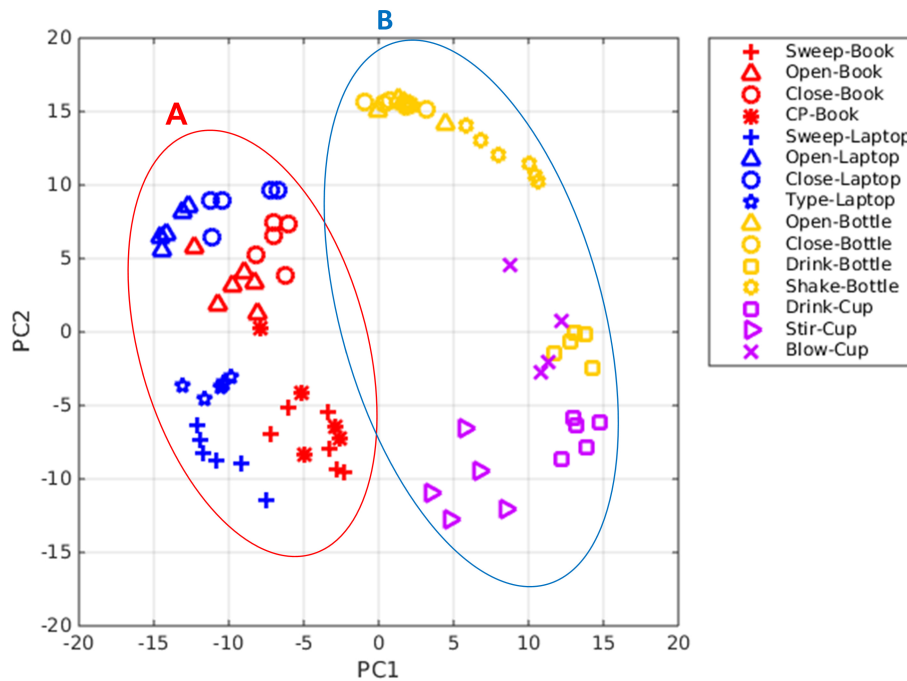 B
A
20
15
10
5
0
-5
-10
-15
-20
PC2
-20 -15 -10 -5 0 5 10 15 20
PC1
Sweep-Book
Open-Book
Close-Book
CP-Book
Sweep-Laptop
Open-Laptop
Close-Laptop
Type-Laptop
Open-Bottle
Close-Bottle
Drink-Bottle
Shake-Bottle
Drink-Cup
Stir-Cup
Blow-Cup